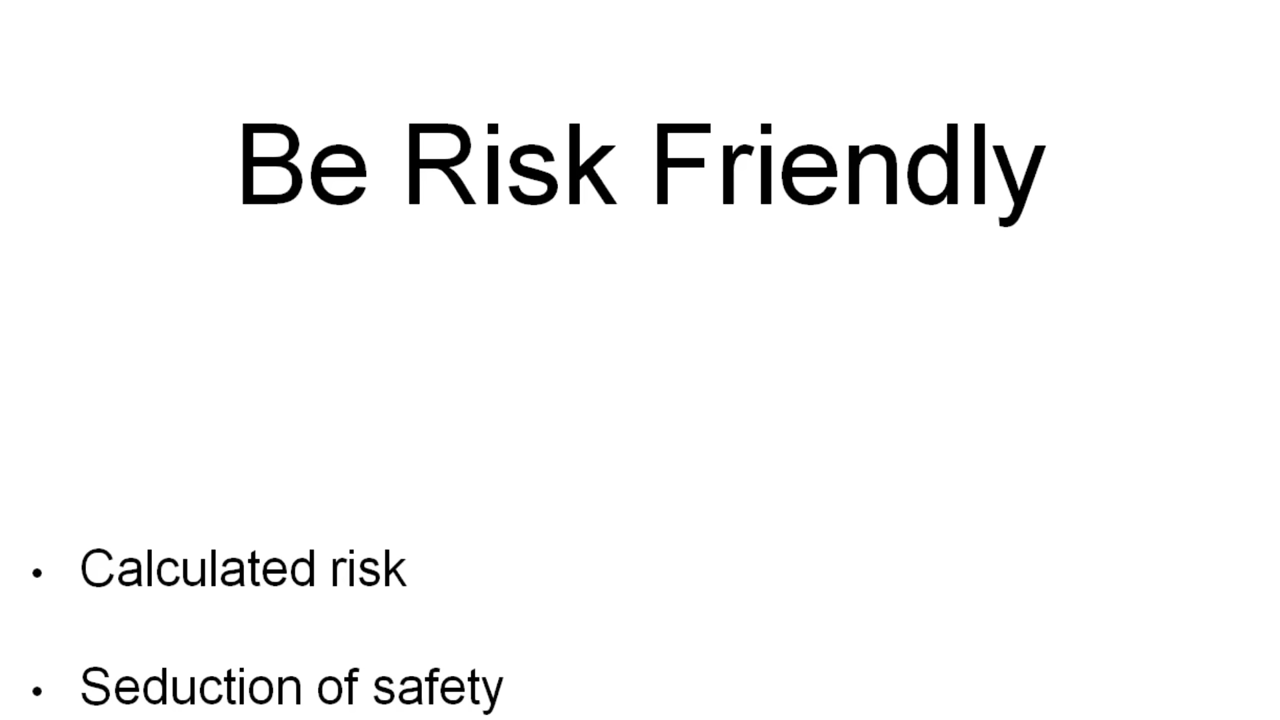 Be Risk Friendly
• Calculated risk
• Seduction of safety